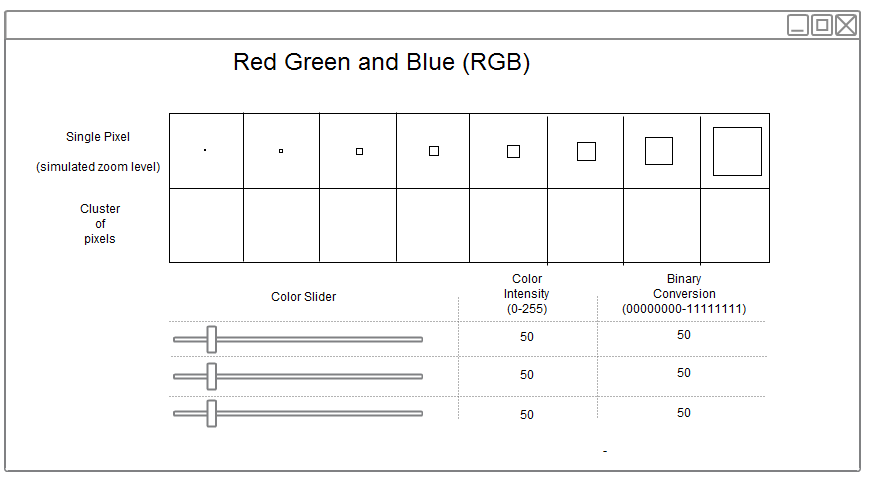 Red Green and Blue (RGB)
Single Pixel
(simulated zoom level)
Cluster
of
pixels
Color Slider
Color
Intensity
(0-255)
Binary
Conversion
(00000000-11111111)
50
50
50
50
50
50
-